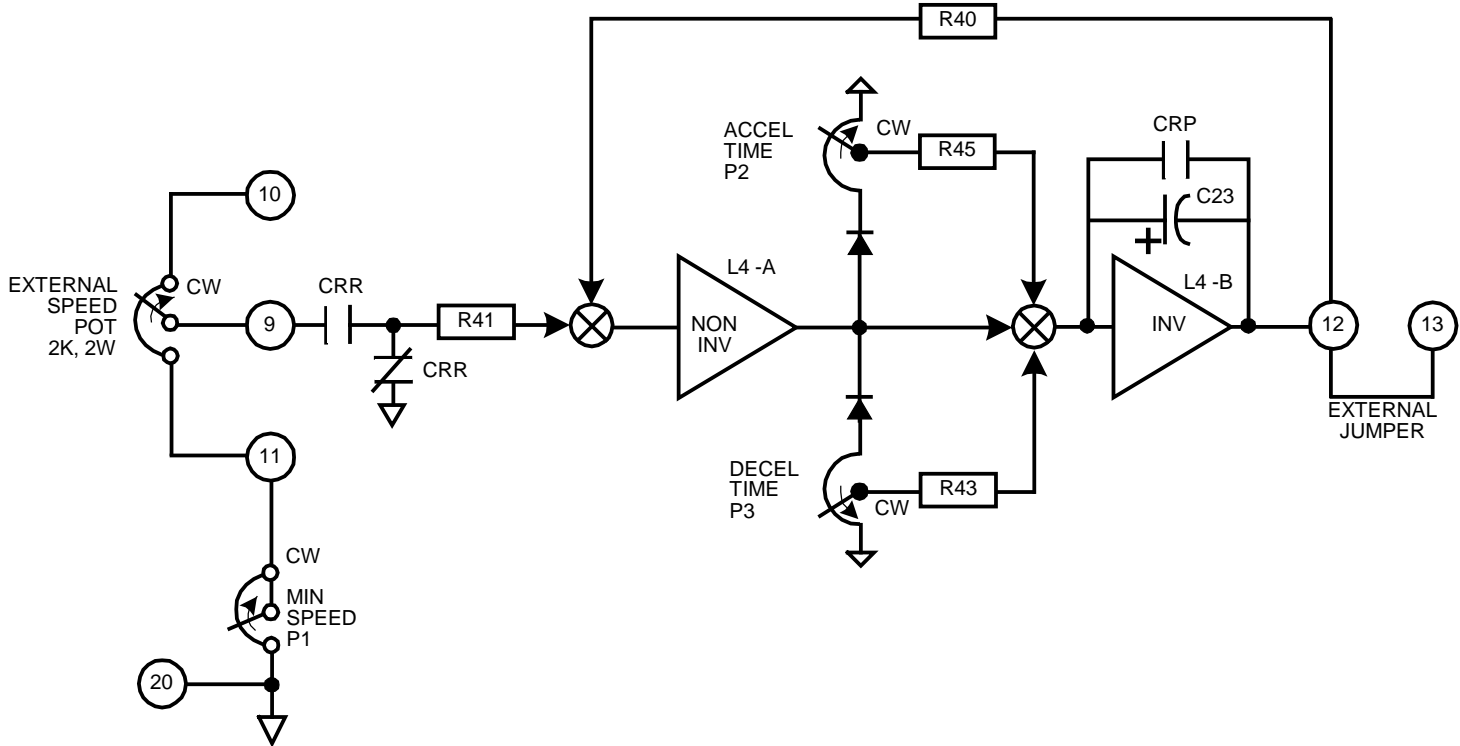 R40
ACCEL
TIME
P2
CW
R45
CRP
C23
+
10
EXTERNAL
SPEED
POT
2K, 2W
CW
9
CRR
CRR
R41
L4 -A
NON
INV
L4 -B
INV
12
13
EXTERNAL
JUMPER
11
DECEL
TIME
P3
CW
R43
CW
MIN
SPEED
P1
20